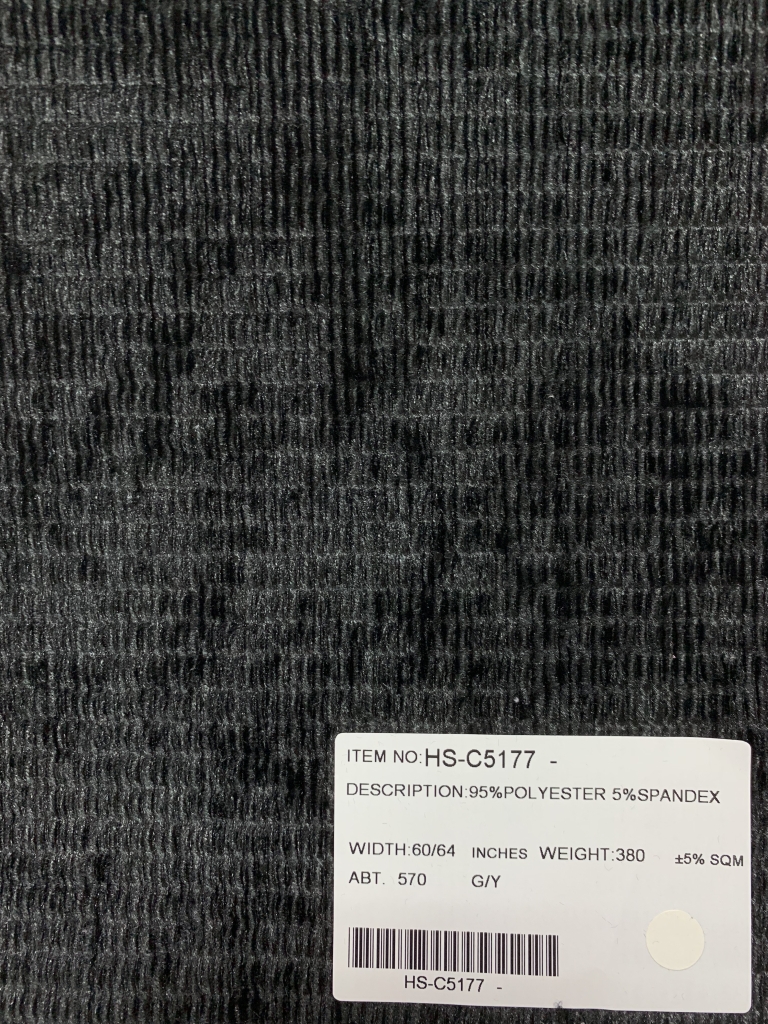 ITEM NO:HS-C5177 -
DESCRIPTION:95%POLYESTER 5%SPANDEX
WIDTH:60/64 INCHES WEIGHT:380 ±5% SQM
ABT. 570 G/Y
HS-C5177 -